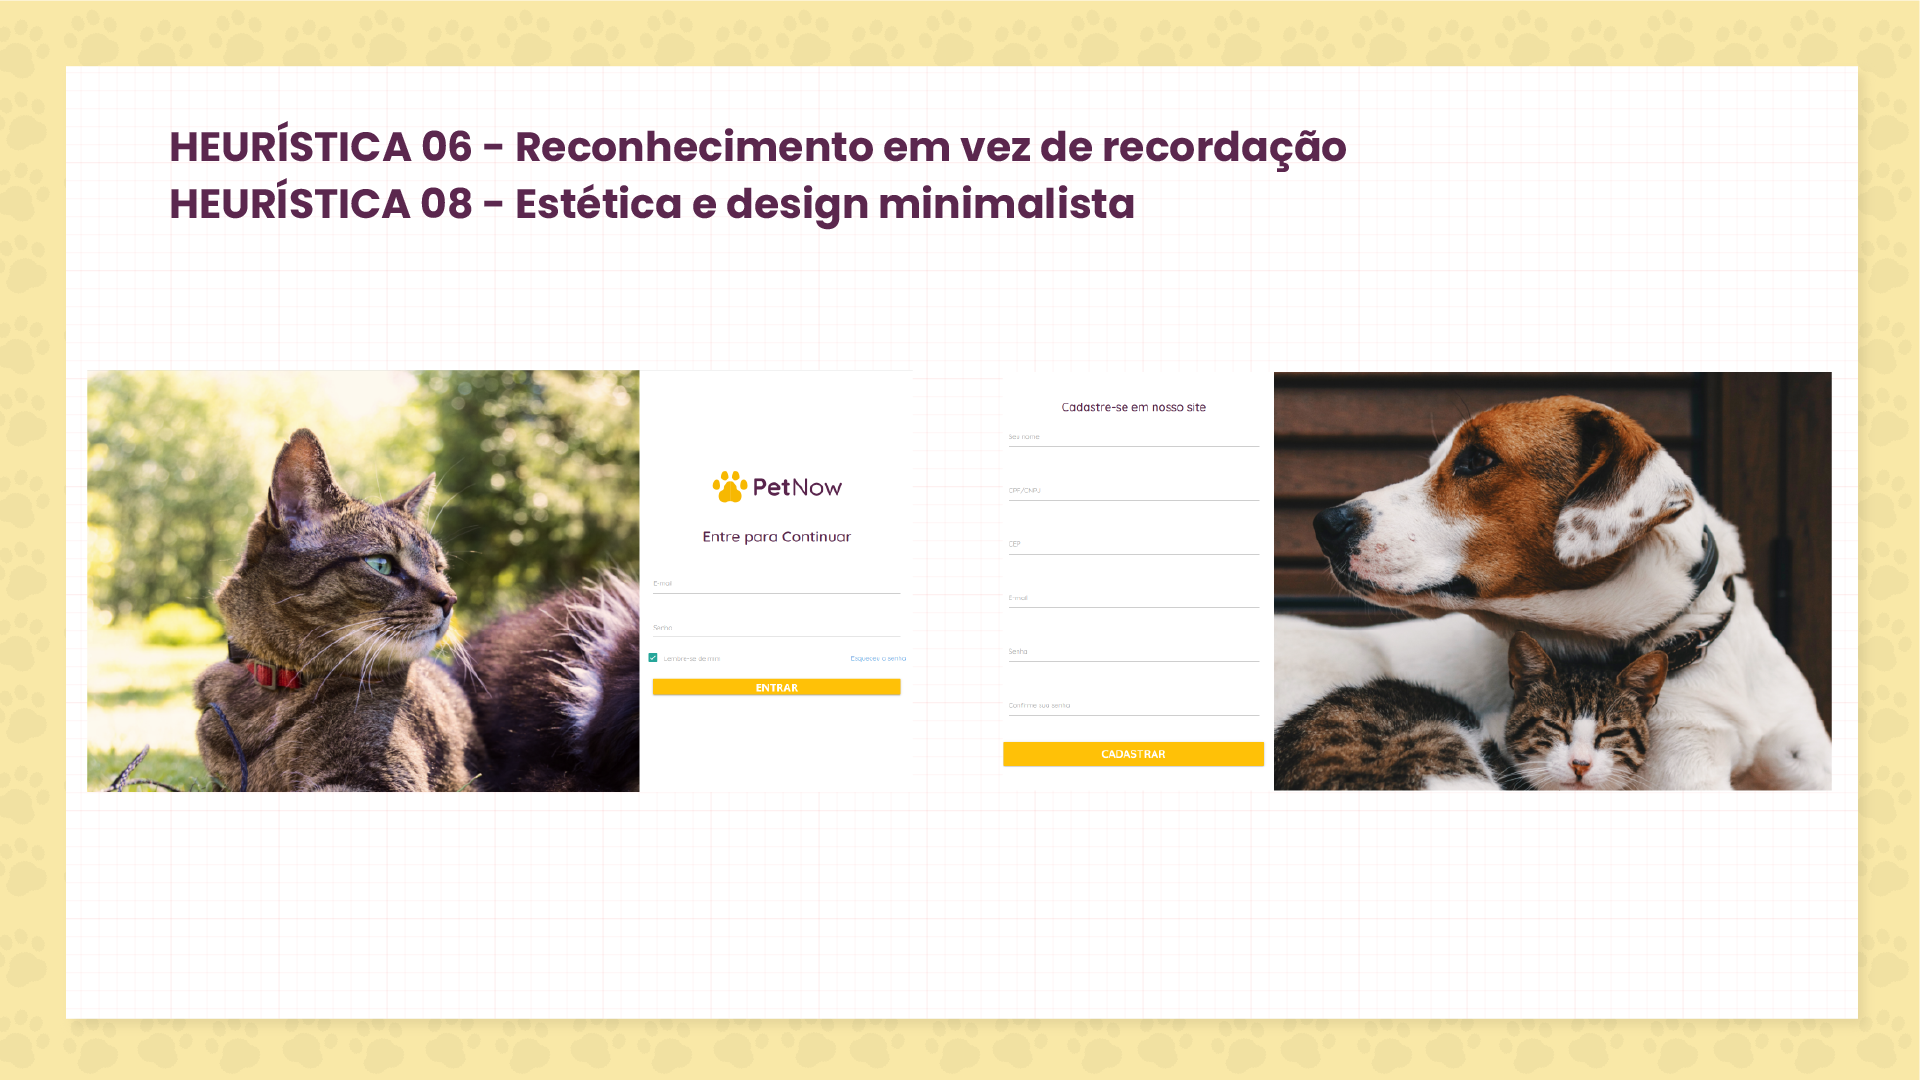 HEURÍSTICA 06 - Reconhecimento em vez de recordação
HEURÍSTICA 08 - Estética e design minimalista
PetNow
Entre para Continuar
E-mail
Senha
Lembre-se de mim
Esqueceu a senha
ENTRAR
Cadastre-se em nosso site
Seu nome
CPF/CNPJ
CEP
E-mail
Senha
Confirme sua senha
CADASTRAR